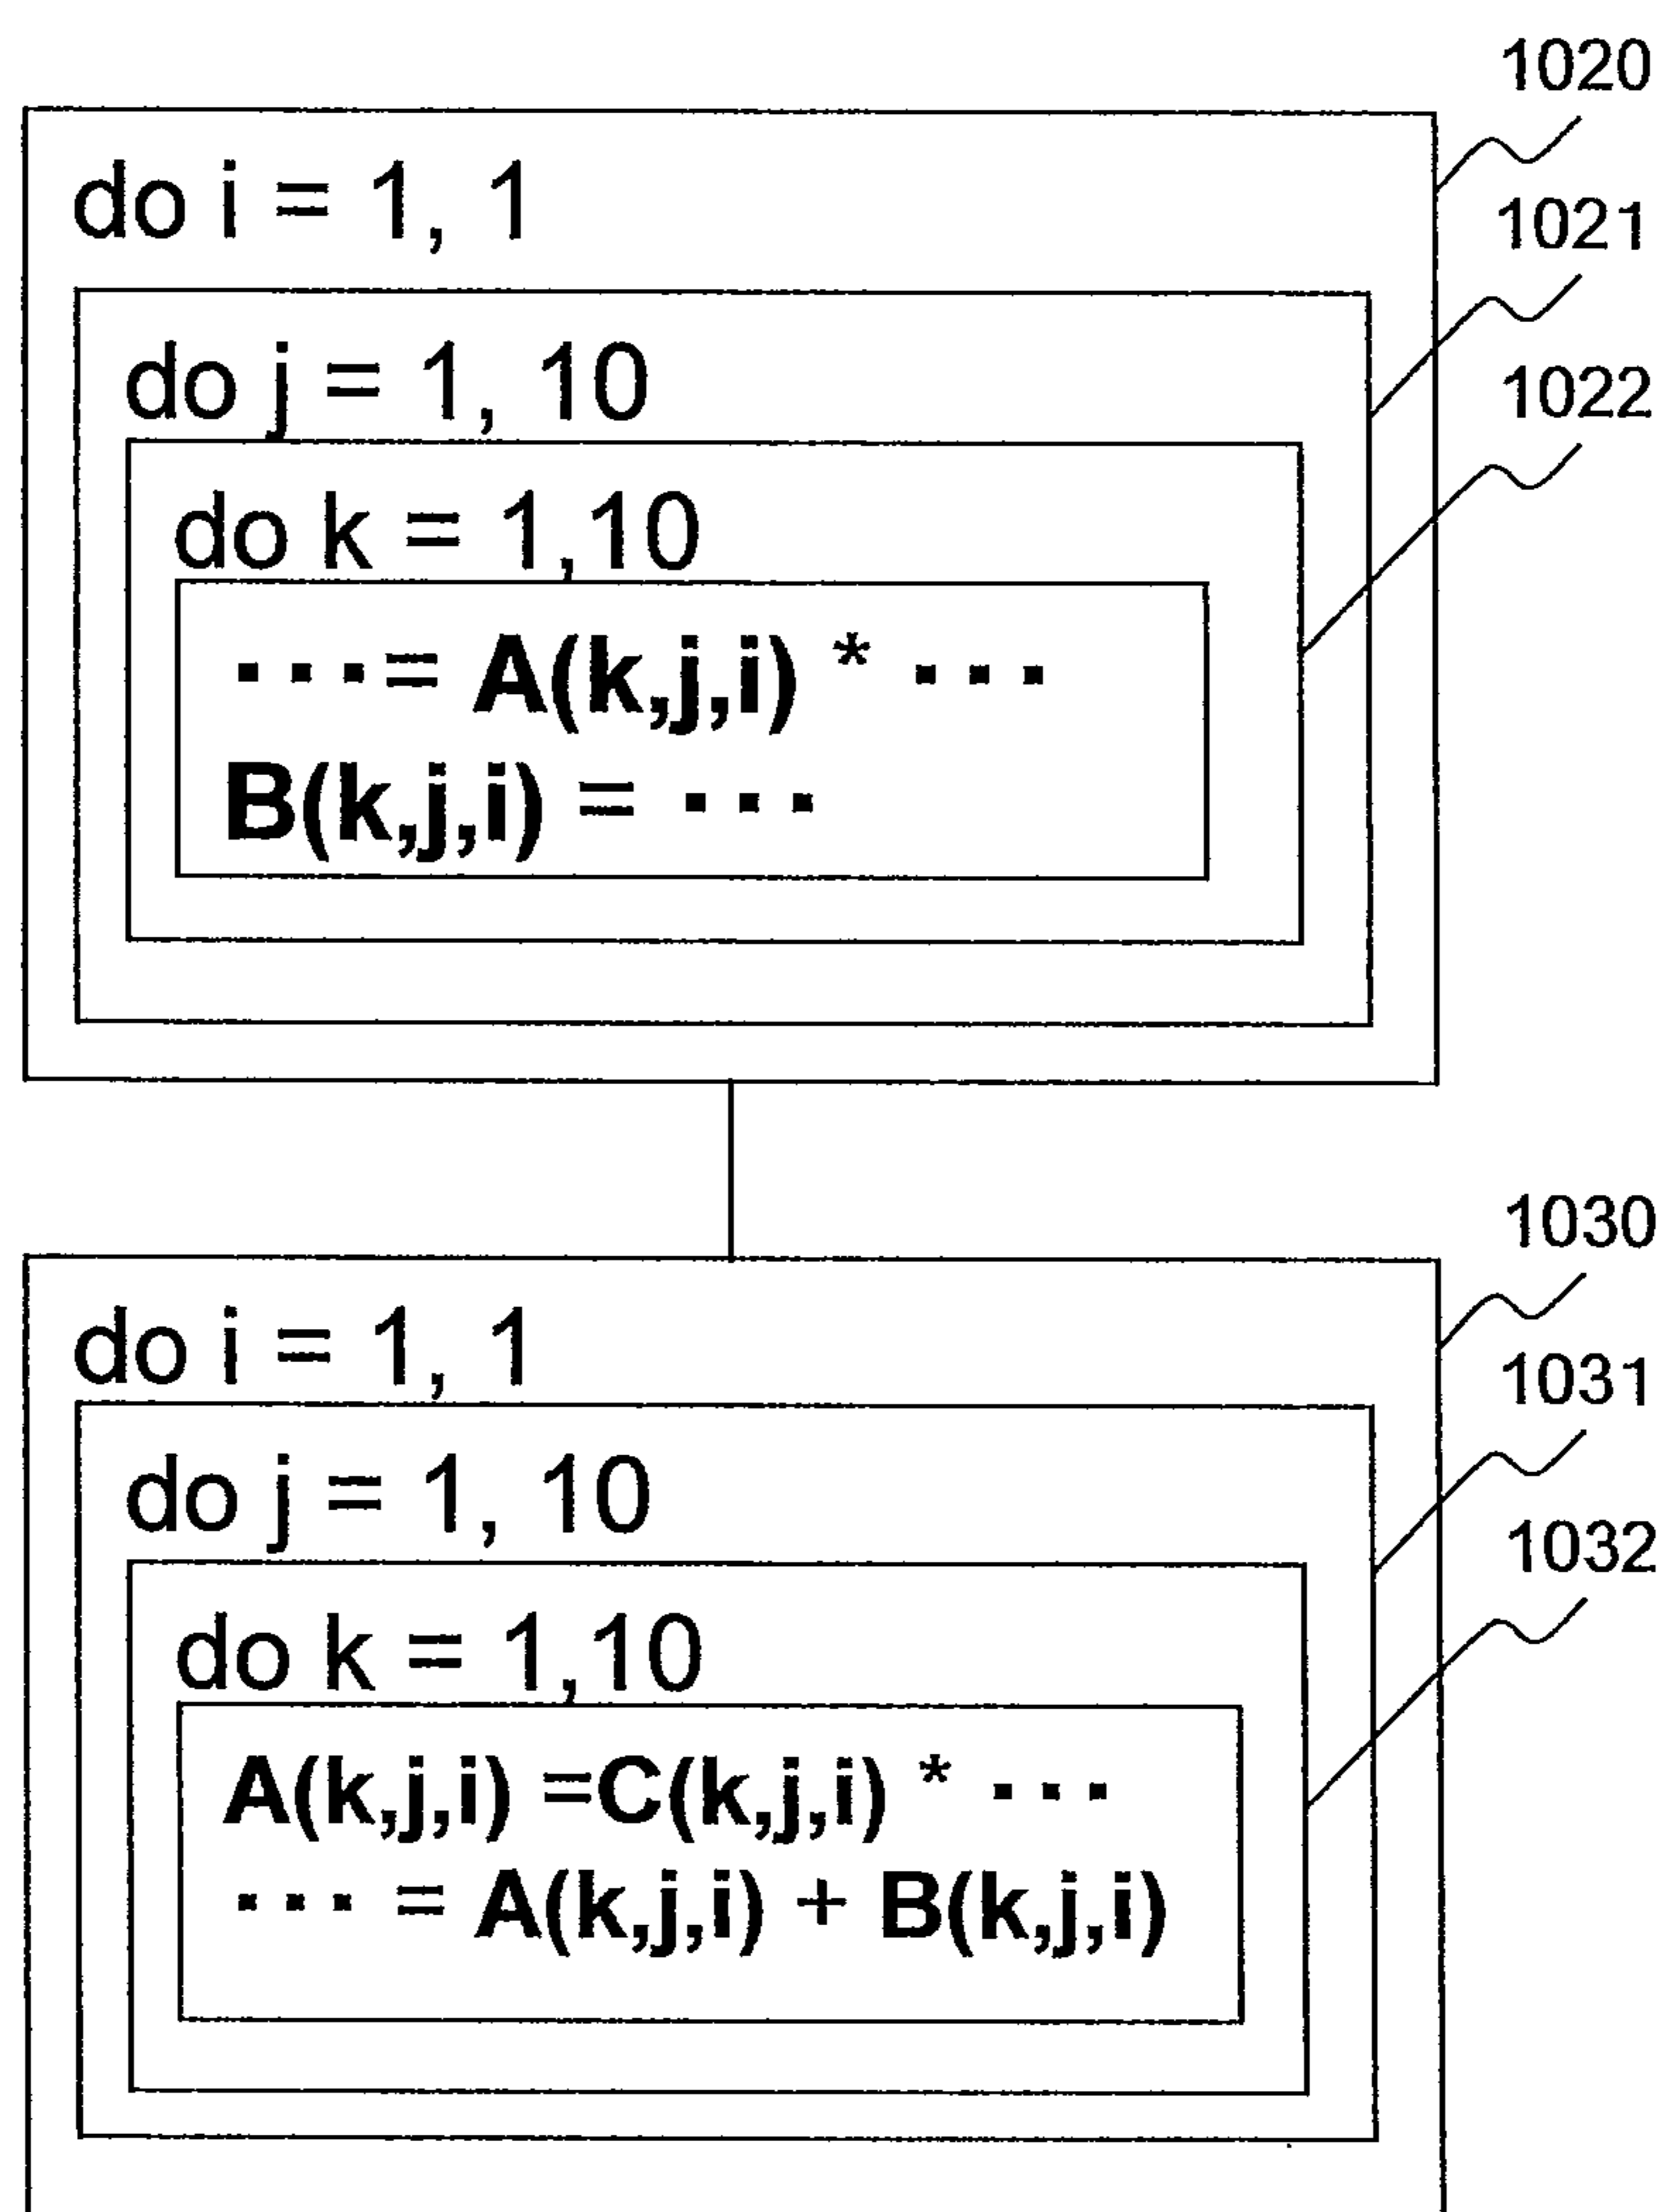 1020
do i = 1, 1
1021
do j = 1, 10
1022
do k = 1,10
▪▪▪= A(k,j,i) * ▪▪▪
B(k,j,i) = ▪▪▪
1030
do i = 1, 1
1031
do j = 1, 10
1032
do k = 1,10
A(k,j,i) =C(k,j,i) * ▪▪▪
▪▪▪ = A(k,j,i) + B(k,j,i)